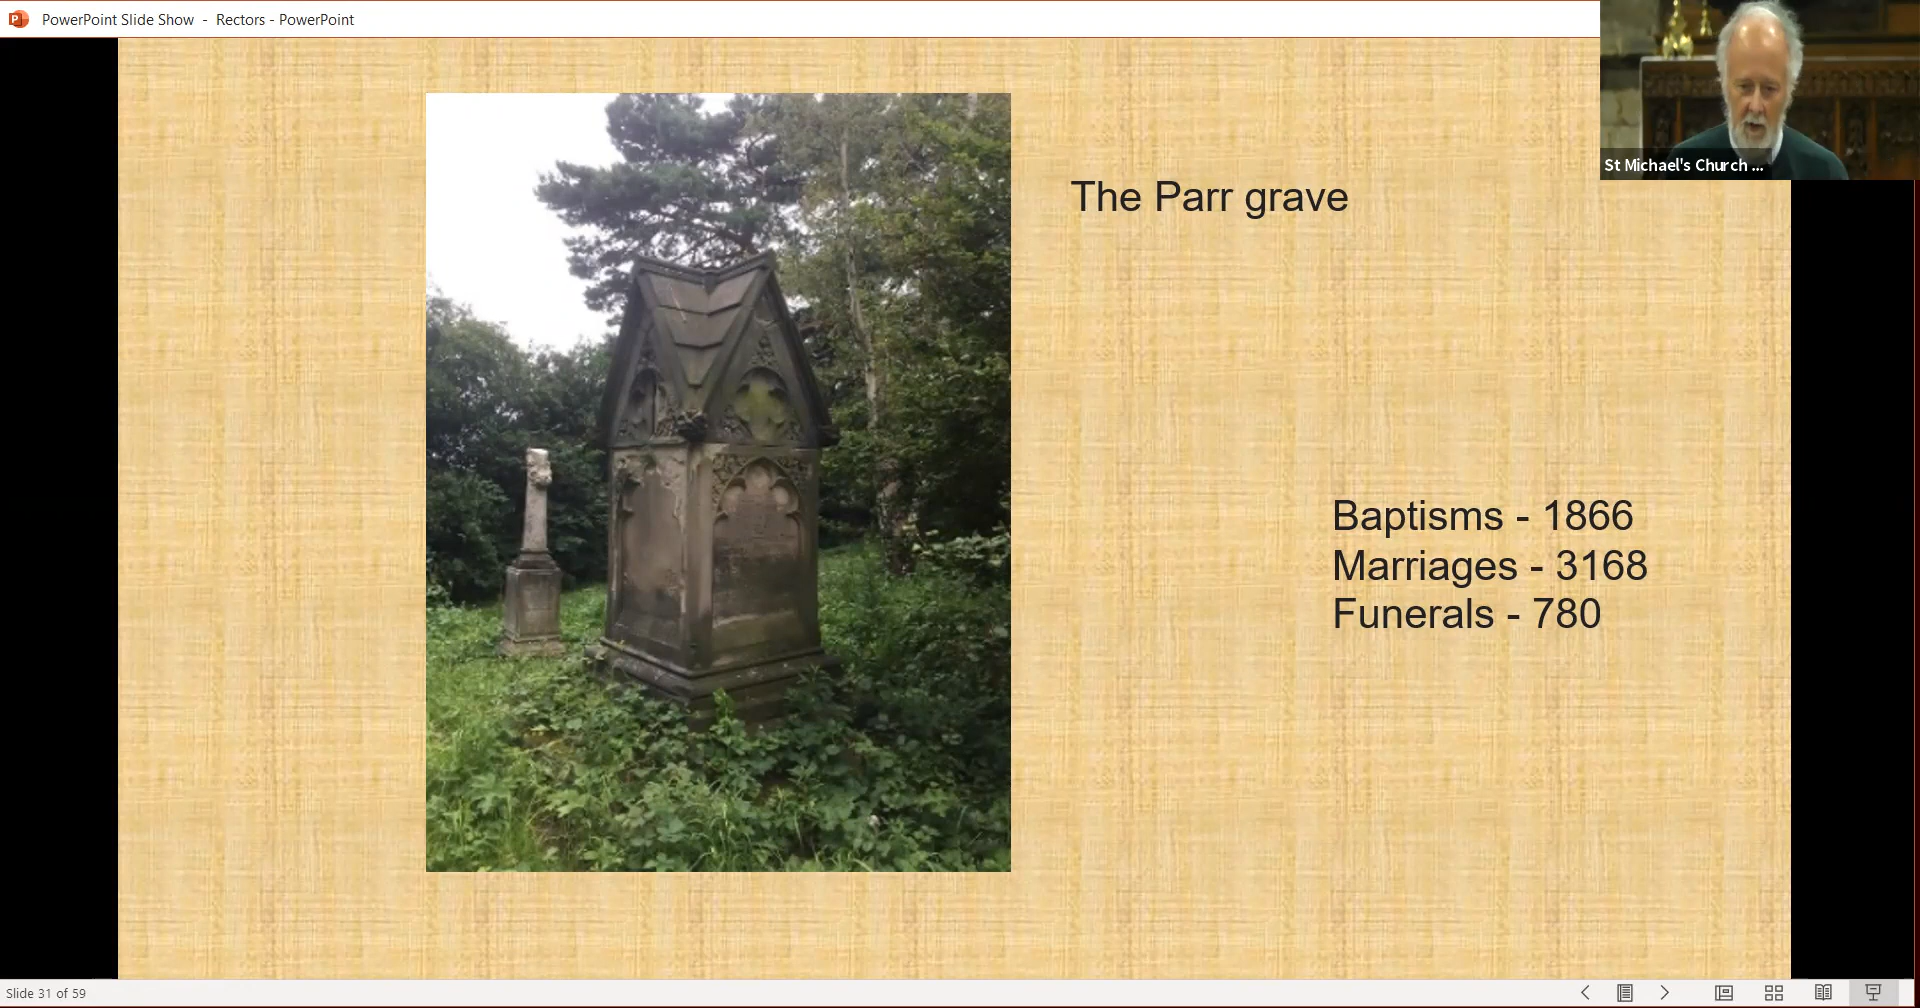 PowerPoint Slide Show - Rectors - PowerPoint
St Michael's Church ...
The Parr grave
Baptisms - 1866
Marriages - 3168
Funerals - 780
Slide 31 of 59